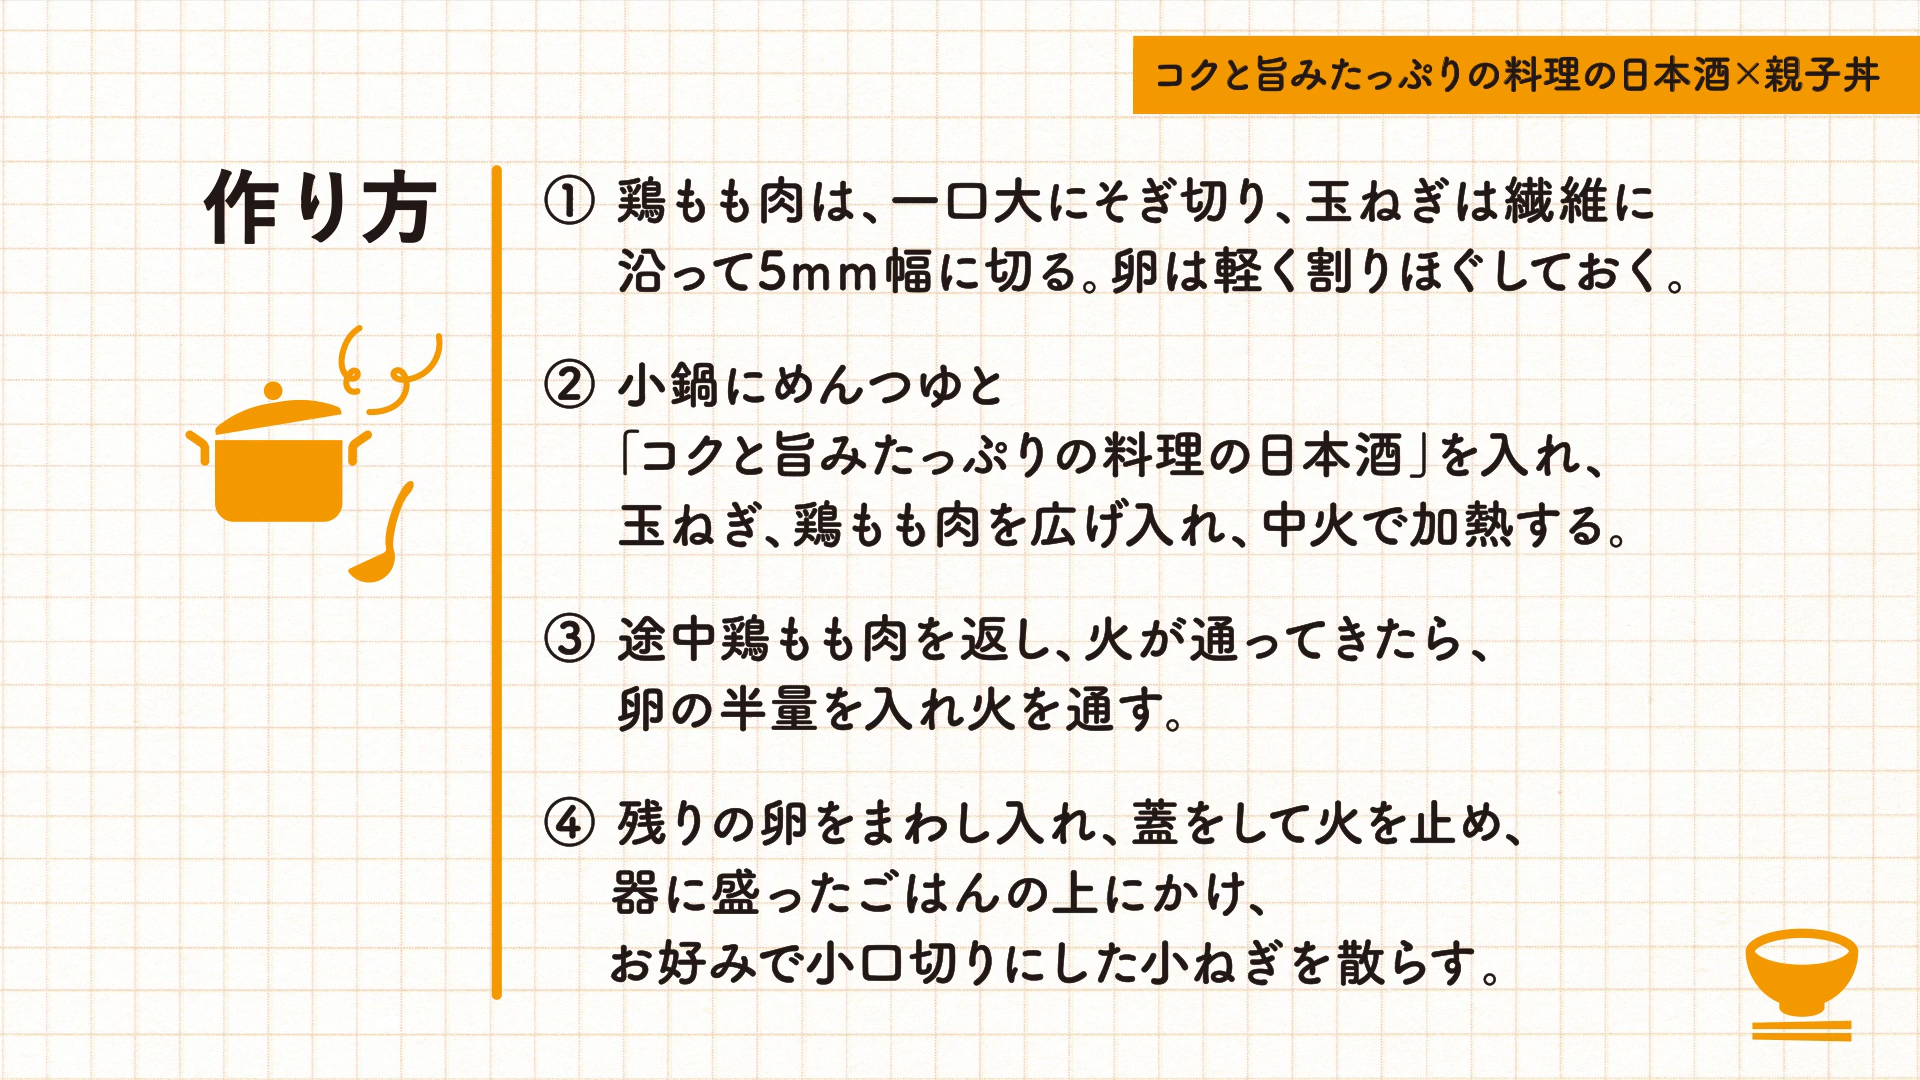 コクと旨みたっぷりの料理の日本酒×親子丼
作り方
① 鶏もも肉は、一口大にそぎ切り、玉ねぎは繊維に
沿って5mm幅に切る。卵は軽く割りほぐしておく。
② 小鍋にめんつゆと
「コクと旨みたっぷりの料理の日本酒」を入れ、
玉ねぎ、鶏もも肉を広げ入れ、中火で加熱する。
③ 途中鶏もも肉を返し、火が通ってきたら、
卵の半量を入れ火を通す。
④ 残りの卵をまわし入れ、蓋をして火を止め、
器に盛ったごはんの上にかけ、
お好みで小口切りにした小ねぎを散らす。